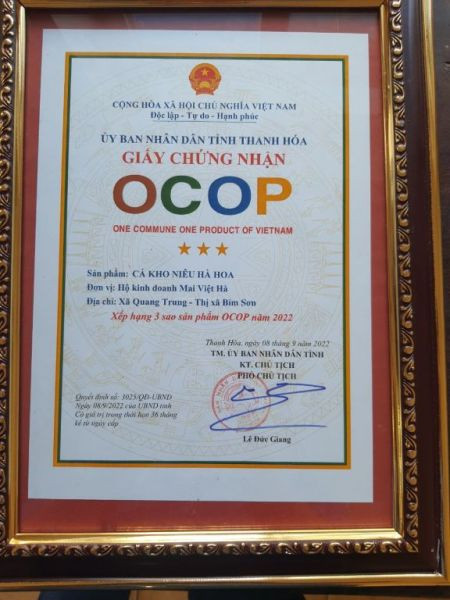 CỘNG HÒA XÃ HỘI CHỦ NGHĨA VIỆT NAM
Độc lập - Tự do - Hạnh phúc
ỦY BAN NHÂN DÂN TỈNH THANH HÓA
GIẤY CHỨNG NHẬN
OCOP
ONE COMMUNE ONE PRODUCT OF VIETNAM
Sản phẩm: CÁ KHO NIÊU HÀ HOA
Đơn vị: Hộ kinh doanh Mai Việt Hà
Địa chỉ: Xã Quang Trung - Thị xã Bỉm Sơn
Xếp hạng 3 sao sản phẩm OCOP năm 2022
Thanh Hóa, ngày 08 tháng 9 năm 2022
TM. ỦY BAN NHÂN DÂN TỈNH
KT. CHỦ TỊCH
PHÓ CHỦ TỊCH
Quyết định số: 3025/QĐ-UBND
Ngày 08/9/2022 của UBND tỉnh
Có giá trị trong thời hạn 36 tháng
kể từ ngày cấp
Lê Đức Giang